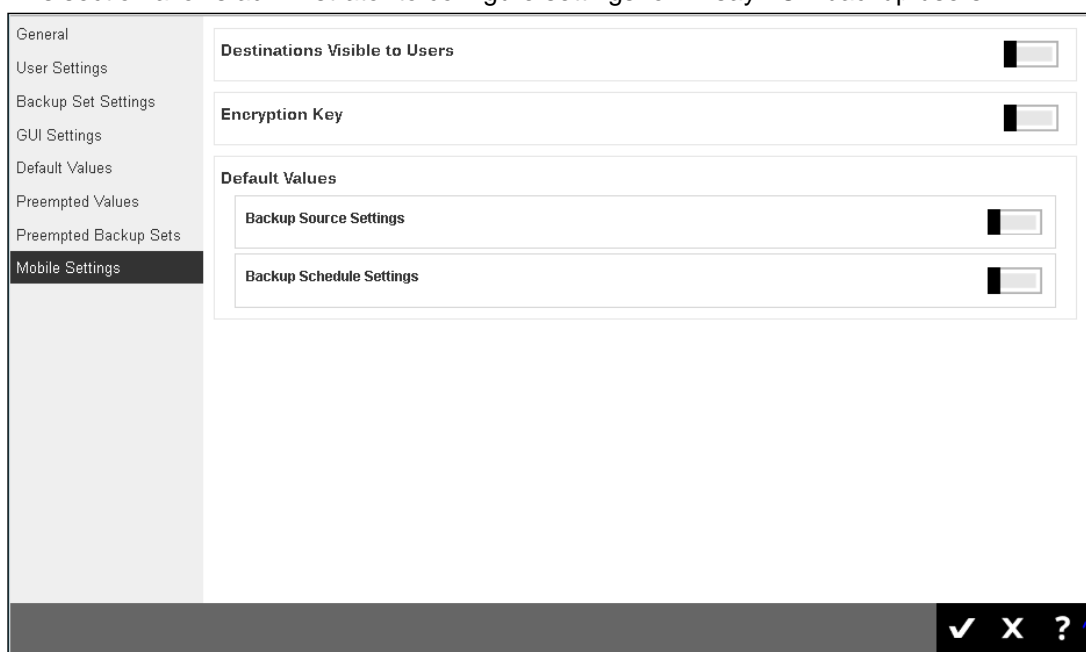 General
User Settings
Backup Set Settings
GUI Settings
Default Values
Preempted Values
Preempted Backup Sets
Mobile Settings
Destinations Visible to Users
Encryption Key
Default Values
Backup Source Settings
Backup Schedule Settings
X ?